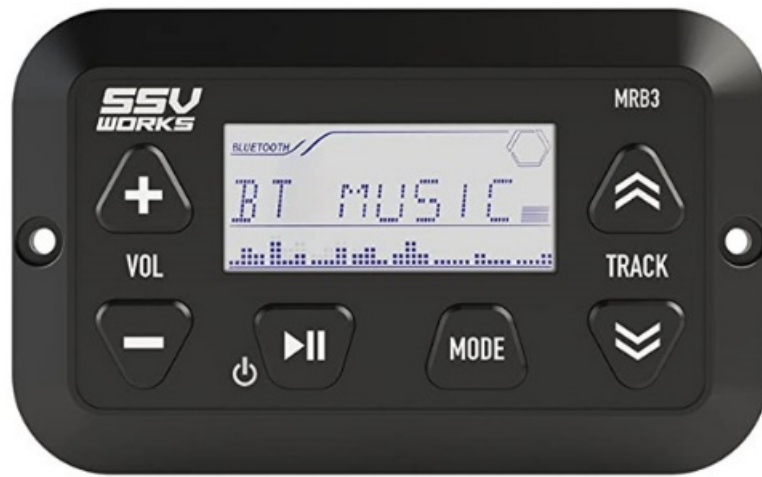 SSV
WORKS
MRB3
BLUETOOTH
BT MUSIC
VOL
TRACK
MODE